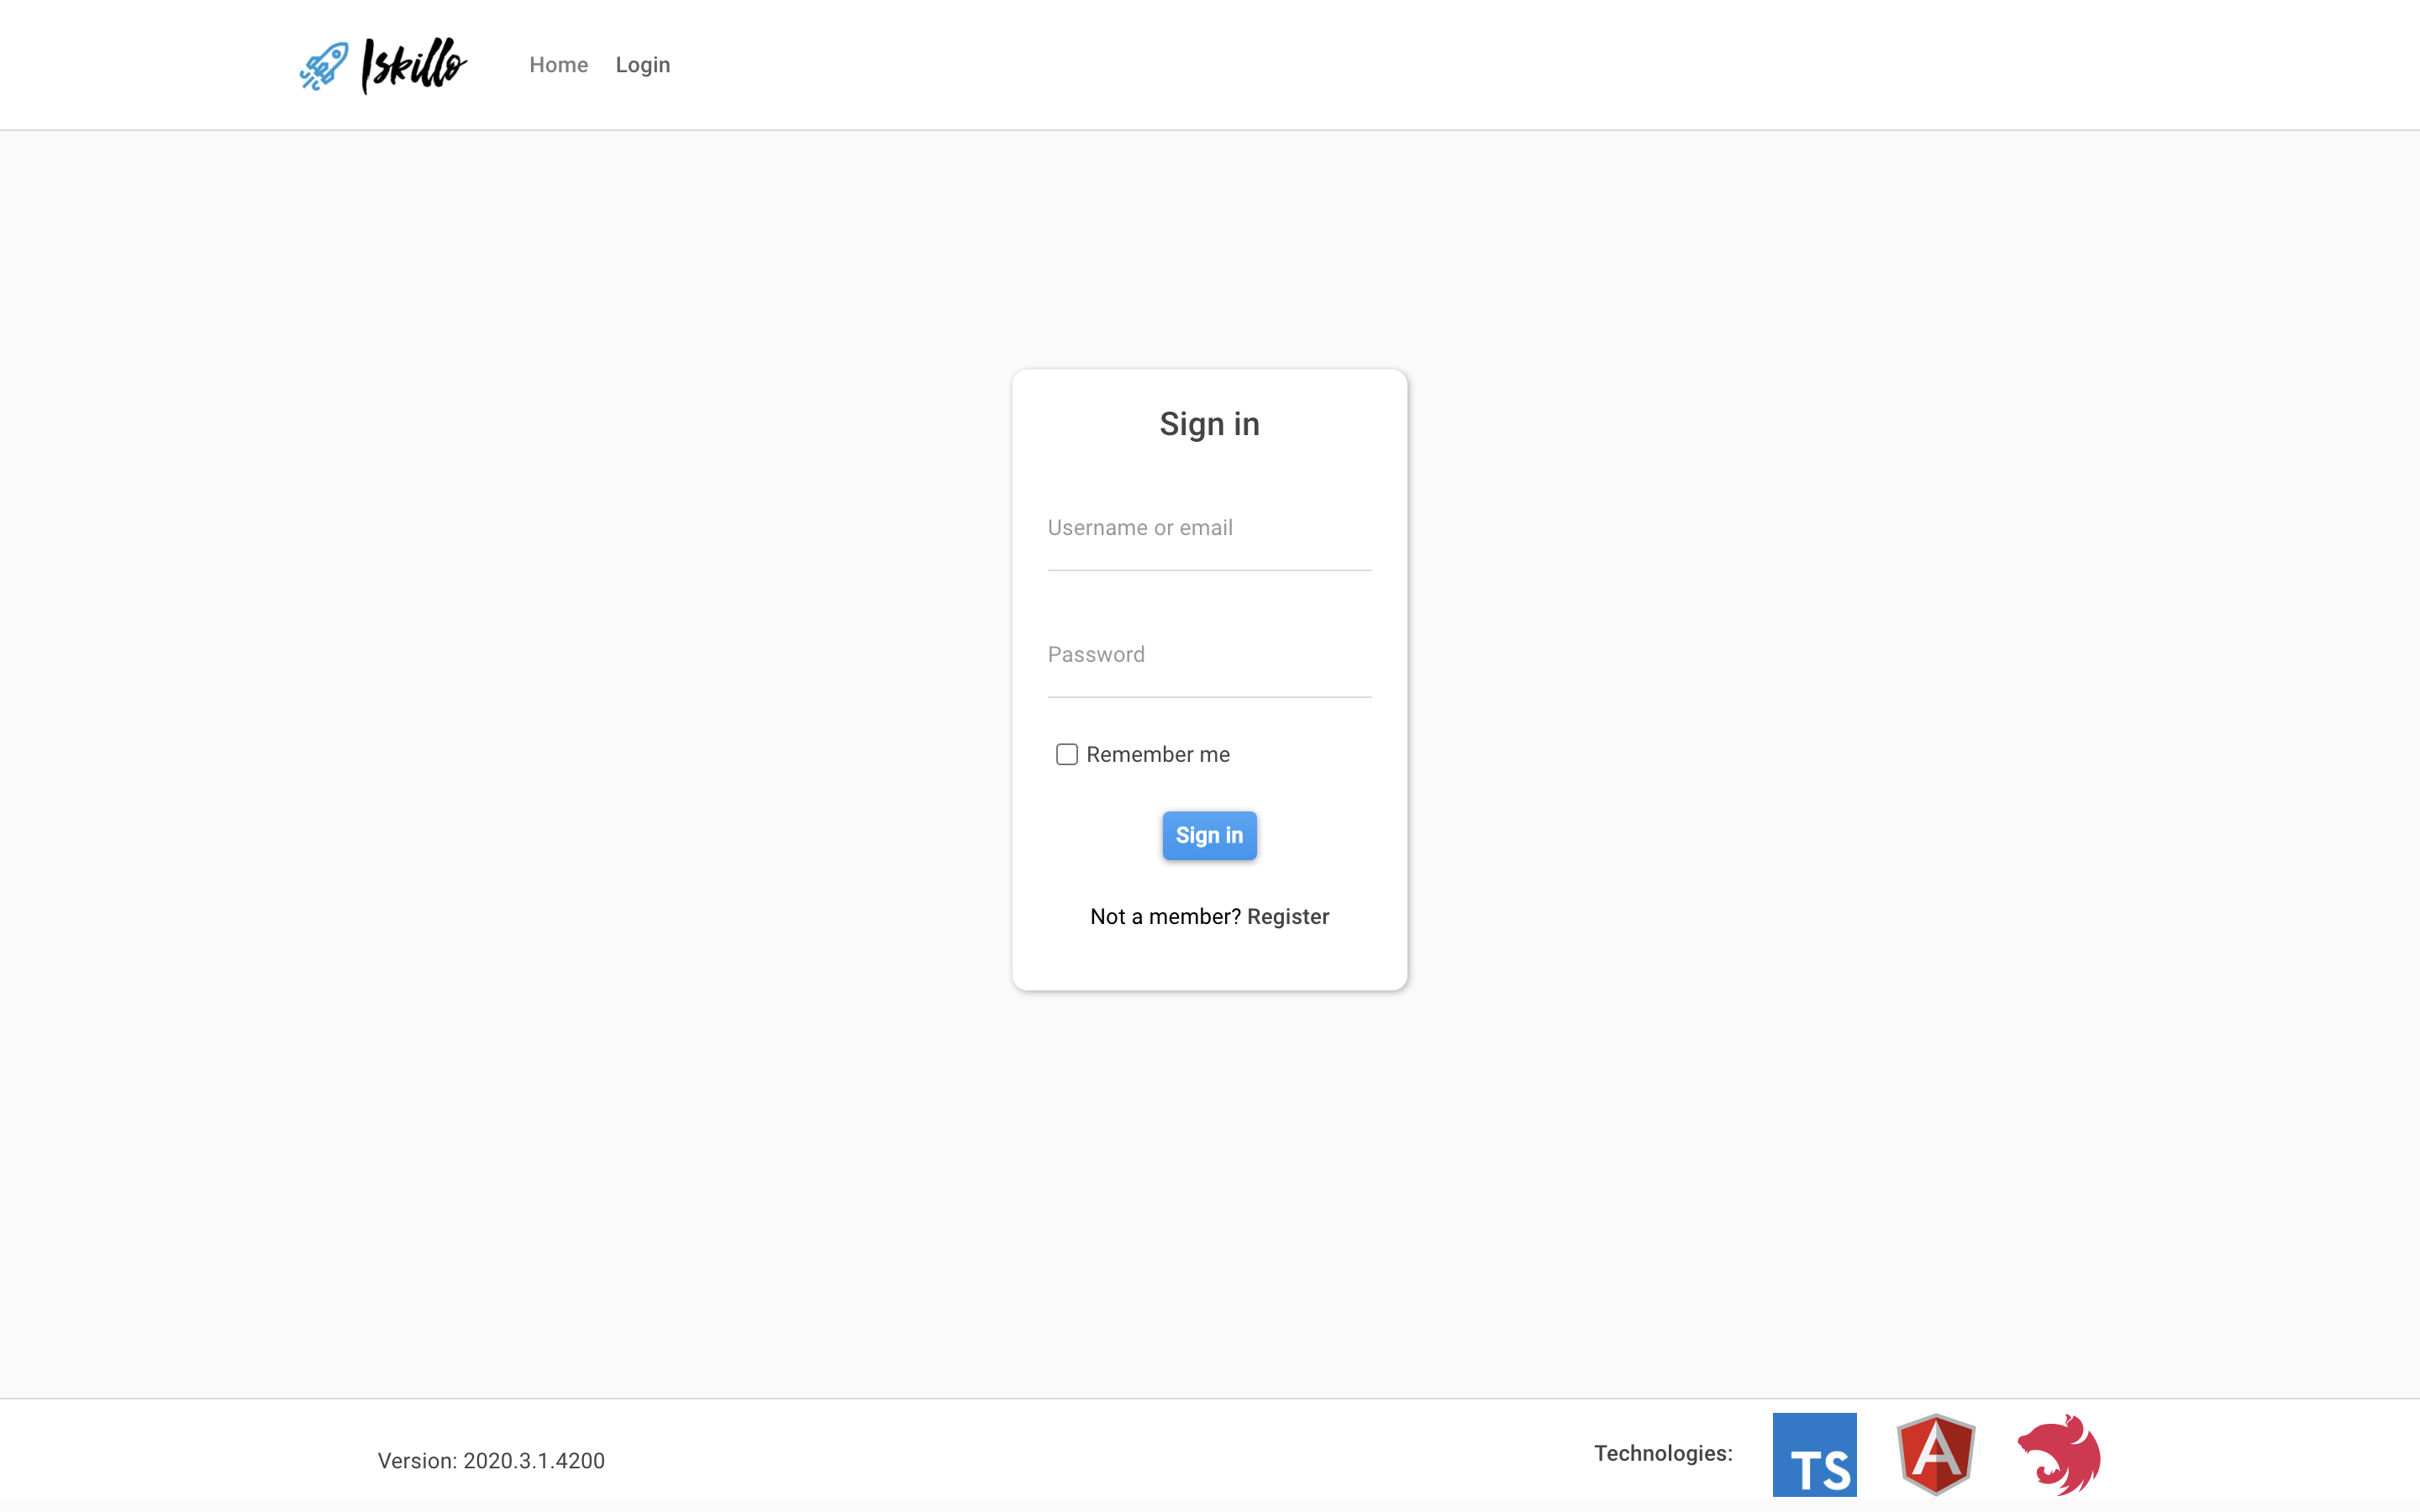 Iskillo Home Login
Sign in
Username or email
Password
Remember me
Sign in
Not a member? Register
Version: 2020.3.1.4200
Technologies: TS A